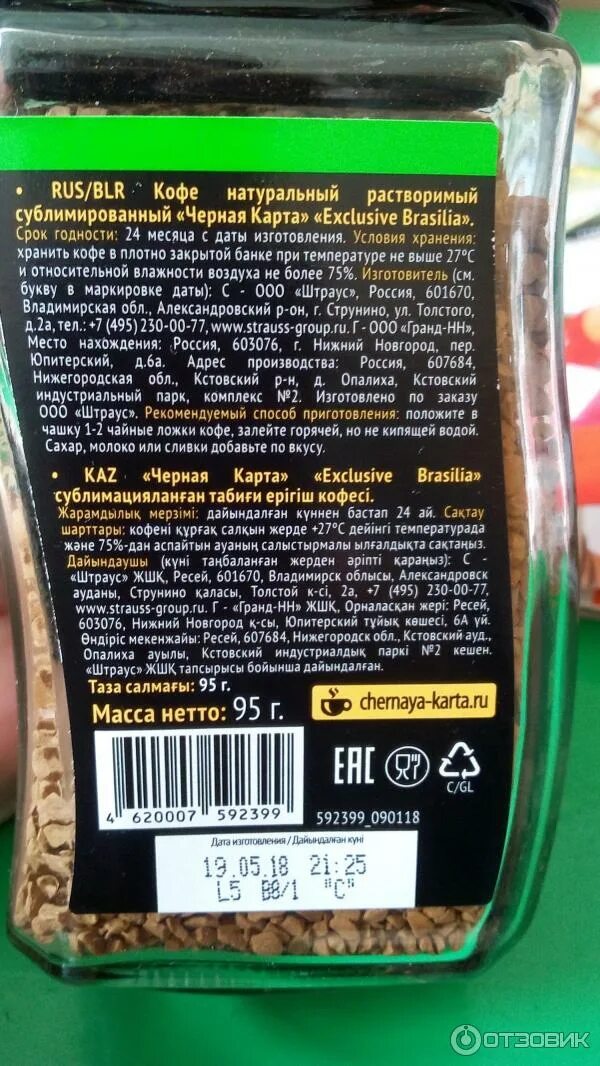 • RUS/BLR Кофе натуральный растворимый
сублимированный «Черная Карта» «Exclusive Brasilia».
Срок годности: 24 месяца с даты изготовления. Условия хранения:
хранить кофе в плотно закрытой банке при температуре не выше 27°С
и относительной влажности воздуха не более 75%. Изготовитель (см.
букву в маркировке даты): С - ООО «Штраус», Россия, 601670,
Владимирская обл., Александровский р-он, г. Струнино, ул. Толстого,
д.2а, тел.: +7 (495) 230-00-77, www.strauss-group.ru. Г - ООО «Гранд-НН»,
Место нахождения: Россия, 603076, г. Нижний Новгород, пер.
Юпитерский, д.6а. Адрес производства: Россия, 607684,
Нижегородская обл., Кстовский р-н, д. Опалиха, Кстовский
индустриальный парк, комплекс №2. Изготовлено по заказу
ООО «Штраус». Рекомендуемый способ приготовления: положите в
чашку 1-2 чайные ложки кофе, залейте горячей, но не кипящей водой.
Сахар, молоко или сливки добавьте по вкусу.
• KAZ «Черная Карта» «Exclusive Brasilia»
сублимацияланған табиғи ерігіш кофесі.
Жарамдылық мерзімі: дайындалған күннен бастап 24 ай. Сақтау
шарттары: кофені құрғақ салқын жерде +27°С дейінгі температурада
және 75%-дан аспайтын ауаның салыстырмалы ылғалдықта сақтаңыз.
Дайындаушы (күні таңбаланған жерден әріпті қараңыз): С -
«Штраус» ЖШҚ, Ресей, 601670, Владимирск облысы, Александровск
ауданы, Струнино қаласы, Толстой к-сі, 2а, +7 (495) 230-00-77,
www.strauss-group.ru. Г - «Гранд-НН» ЖШҚ, Орналасқан жері: Ресей,
603076, Нижний Новгород қ-сы, Юпитерский тұйық көшесі, 6А үй.
Өндіріс мекенжайы: Ресей, 607684, Нижегородск обл., Кстовский ауд.,
Опалиха ауылы, Кстовский индустриалдық паркі №2 кешен.
«Штраус» ЖШҚ тапсырысы бойынша дайындалған.
Таза салмағы: 95 г.
Масса нетто: 95 г.
chernaya-karta.ru
EAC
C/GL
4 620007 592399
592399_090118
Дата изготовления / Дайындалған күні
19.05.18 21:25
L5 B8/1 "C"
ОТЗОВИК